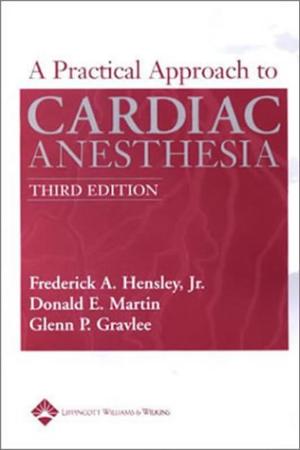 A Practical Approach to
CARDIAC
ANESTHESIA
THIRD EDITION
Frederick A. Hensley, Jr.
Donald E. Martin
Glenn P. Gravlee
LIPPINCOTT WILLIAMS & WILKINS